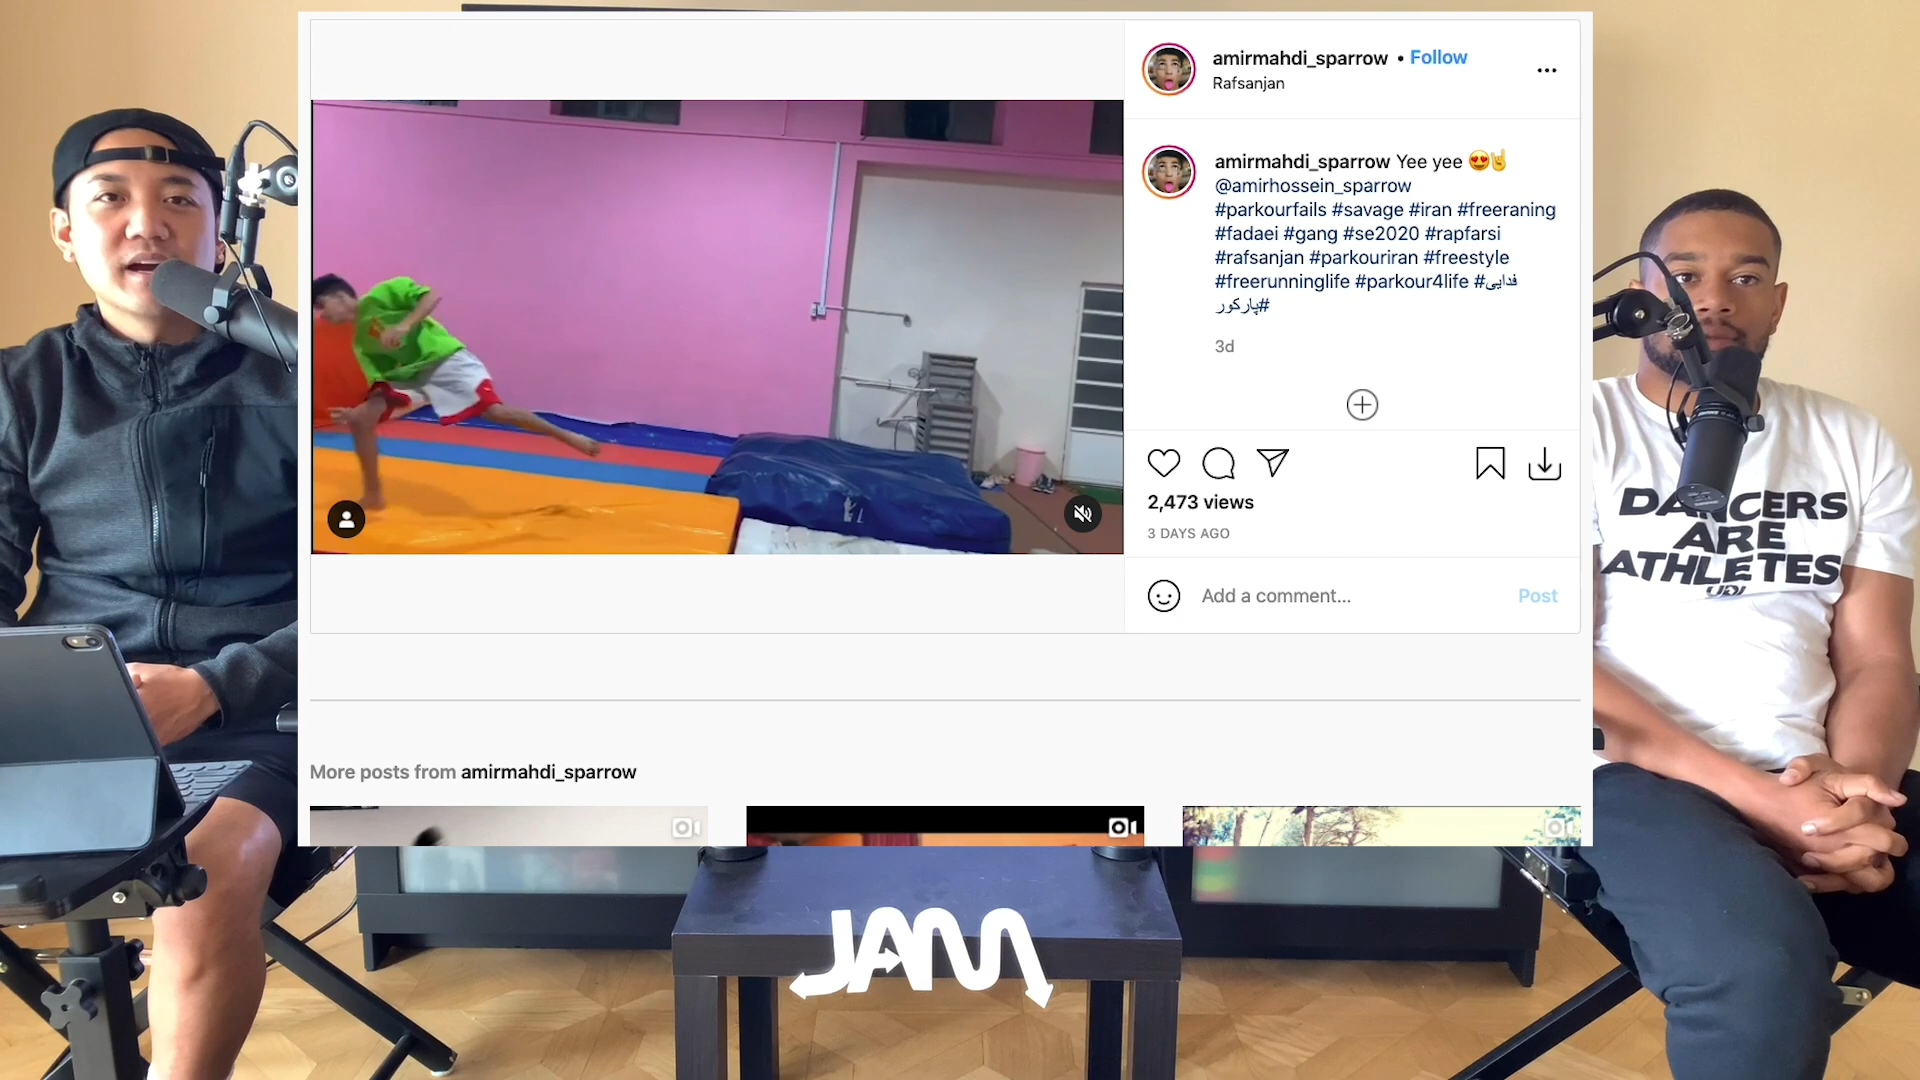 amirmahdi_sparrow • Follow
Rafsanjan
amirmahdi_sparrow Yee yee 😍🤘
@amirhossein_sparrow
#parkourfails #savage #iran #freeraning
#fadaei #gang #se2020 #rapfarsi
#rafsanjan #parkouriran #freestyle
#freerunninglife #parkour4life #فدایی
#پارکور
3d
2,473 views
3 DAYS AGO
Add a comment... Post
More posts from amirmahdi_sparrow
DANCERS
ARE
ATHLETES
JAM